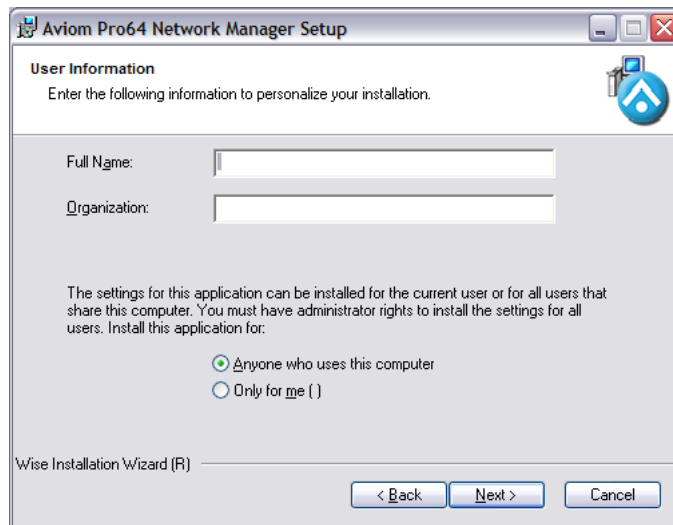 Aviom Pro64 Network Manager Setup
User Information
Enter the following information to personalize your installation.
Full Name:
Organization:
The settings for this application can be installed for the current user or for all users that
share this computer. You must have administrator rights to install the settings for all
users. Install this application for:
Anyone who uses this computer
Only for me ( )
Wise Installation Wizard (R)
< Back Next > Cancel